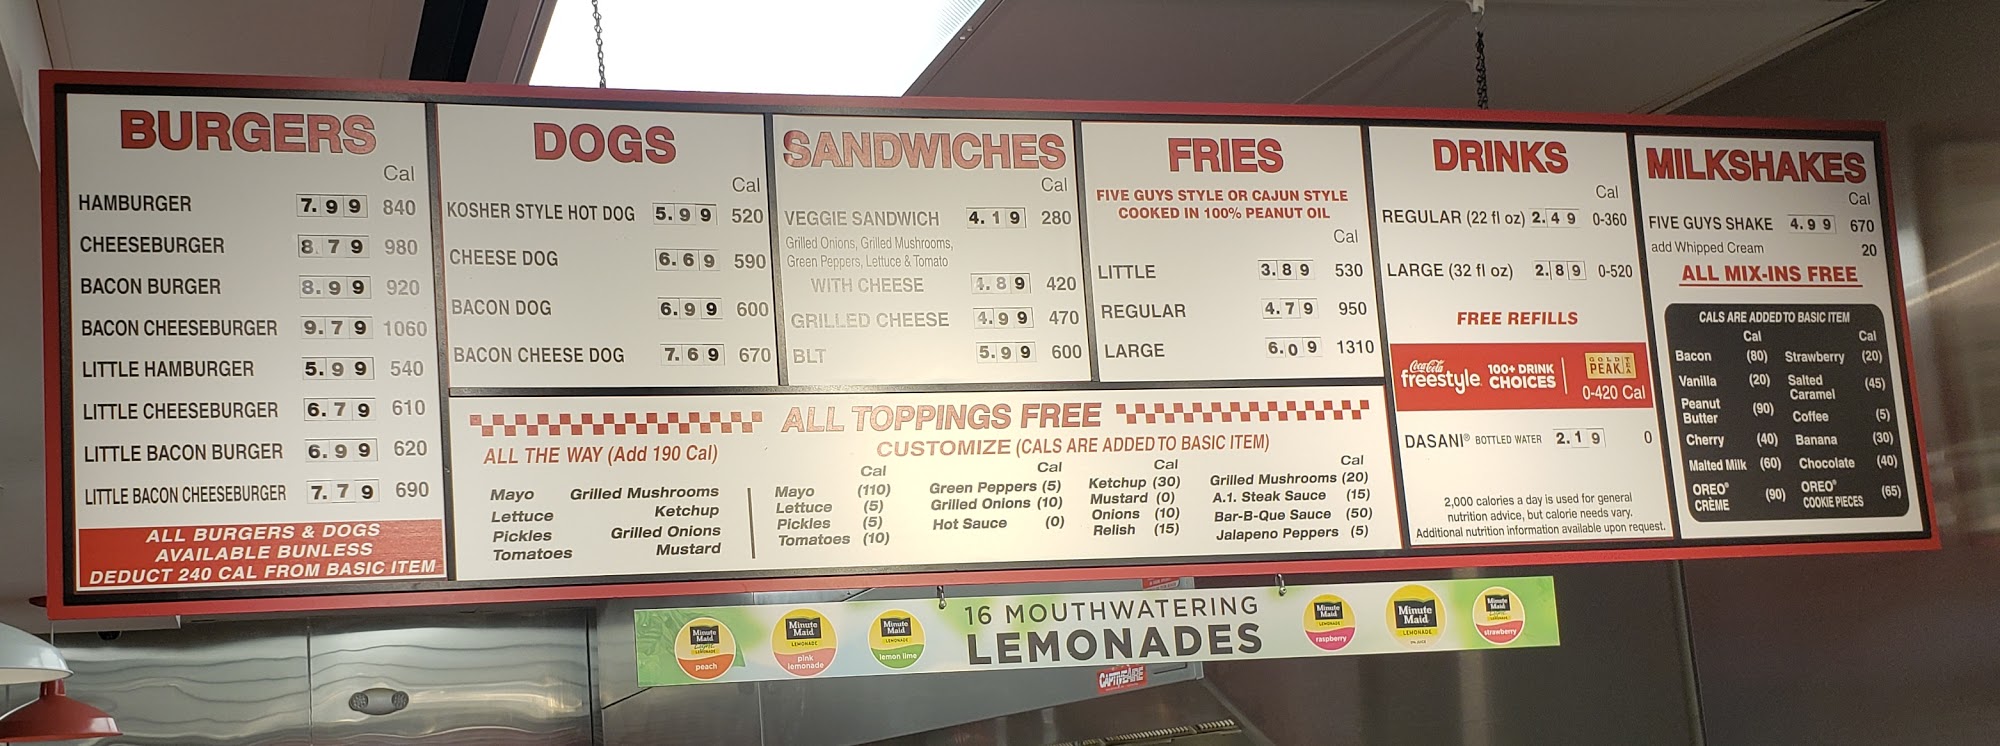 BURGERS
Cal
HAMBURGER 7.99 840
CHEESEBURGER 8.79 980
BACON BURGER 8.99 920
BACON CHEESEBURGER 9.79 1060
LITTLE HAMBURGER 5.99 540
LITTLE CHEESEBURGER 6.79 610
LITTLE BACON BURGER 6.99 620
LITTLE BACON CHEESEBURGER 7.79 690
ALL BURGERS & DOGS
AVAILABLE BUNLESS
DEDUCT 240 CAL FROM BASIC ITEM
DOGS
Cal
KOSHER STYLE HOT DOG 5.99 520
CHEESE DOG 6.69 590
BACON DOG 6.99 600
BACON CHEESE DOG 7.69 670
SANDWICHES
Cal
VEGGIE SANDWICH 4.19 280
Grilled Onions, Grilled Mushrooms,
Green Peppers, Lettuce & Tomato
WITH CHEESE 4.89 420
GRILLED CHEESE 4.99 470
BLT 5.99 600
FRIES
FIVE GUYS STYLE OR CAJUN STYLE
COOKED IN 100% PEANUT OIL
Cal
LITTLE 3.89 530
REGULAR 4.79 950
LARGE 6.09 1310
ALL TOPPINGS FREE
ALL THE WAY (Add 190 Cal)
Mayo Grilled Mushrooms
Lettuce Ketchup
Pickles Grilled Onions
Tomatoes Mustard
CUSTOMIZE (CALS ARE ADDED TO BASIC ITEM)
Cal
Mayo (110)
Lettuce (5)
Pickles (5)
Tomatoes (10)
Cal
Green Peppers (5)
Grilled Onions (10)
Hot Sauce (0)
Cal
Ketchup (30)
Mustard (0)
Onions (10)
Relish (15)
Cal
Grilled Mushrooms (20)
A.1. Steak Sauce (15)
Bar-B-Que Sauce (50)
Jalapeno Peppers (5)
DRINKS
Cal
REGULAR (22 fl oz) 2.49 0-360
LARGE (32 fl oz) 2.89 0-520
FREE REFILLS
Coca-Cola
freestyle
100+ DRINK
CHOICES
GOLD
PEAK
TEA
0-420 Cal
DASANI® BOTTLED WATER 2.19 0
2,000 calories a day is used for general
nutrition advice, but calorie needs vary.
Additional nutrition information available upon request.
MILKSHAKES
Cal
FIVE GUYS SHAKE 4.99 670
add Whipped Cream 20
ALL MIX-INS FREE
CALS ARE ADDED TO BASIC ITEM
Cal Cal
Bacon (80) Strawberry (20)
Vanilla (20) Salted
Caramel (45)
Peanut
Butter (90) Coffee (5)
Cherry (40) Banana (30)
Malted Milk (60) Chocolate (40)
OREO®
CRÈME (90) OREO®
COOKIE PIECES (65)
16 MOUTHWATERING
LEMONADES
Minute
Maid
Light
LEMONADE
peach
Minute
Maid
LEMONADE
pink
lemonade
Minute
Maid
LEMONADE
lemon lime
Minute
Maid
LEMONADE
raspberry
Minute
Maid
LEMONADE
Minute
Maid
Light
LEMONADE
strawberry
CAPTIVEAIRE